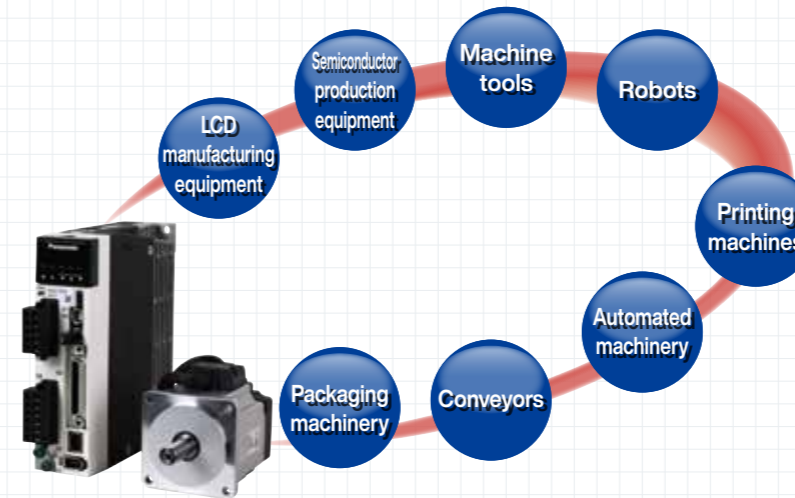 Semiconductor
production
equipment
Machine
tools
Robots
LCD
manufacturing
equipment
Printing
machines
Automated
machinery
Packaging
machinery
Conveyors
Panasonic